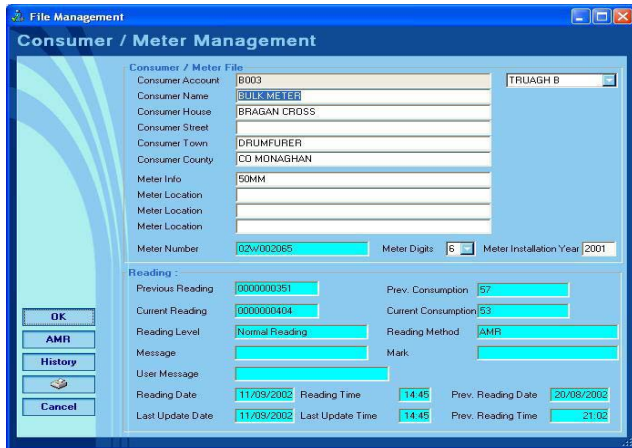 File Management
Consumer / Meter Management
Consumer / Meter File
Consumer Account B003 TRUAGH B
Consumer Name BULK METER
Consumer House BRAGAN CROSS
Consumer Street
Consumer Town DRUMFURER
Consumer County CO MONAGHAN
Meter Info 50MM
Meter Location
Meter Location
Meter Location
Meter Number 02W002065 Meter Digits 6 Meter Installation Year 2001
Reading :
Previous Reading 0000000351 Prev. Consumption 57
Current Reading 0000000404 Current Consumption 53
Reading Level Normal Reading Reading Method AMR
Message Mark
User Message
Reading Date 11/09/2002 Reading Time 14:45 Prev. Reading Date 20/08/2002
Last Update Date 11/09/2002 Last Update Time 14:45 Prev. Reading Time 21:02
OK
AMR
History
Cancel